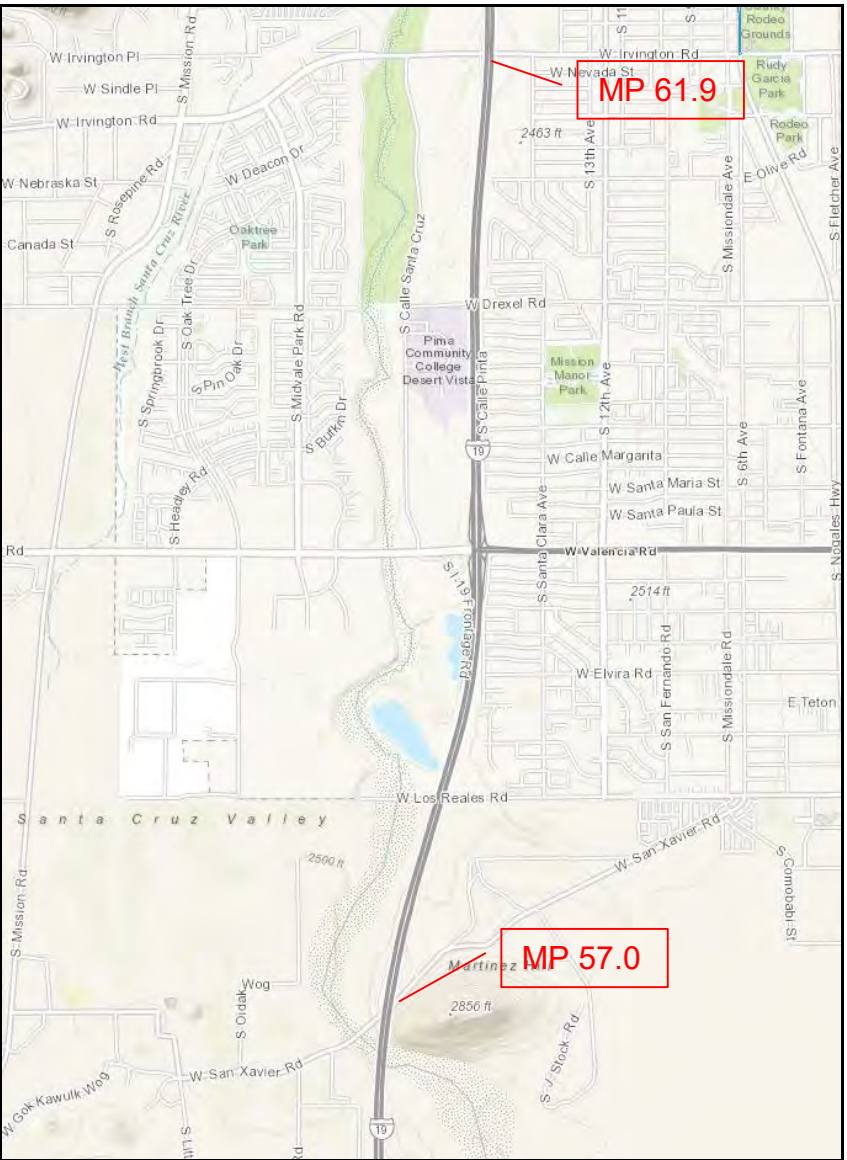 County
Rodeo
Grounds
W Irvington Pl
S Mission Rd
S 11
W Irvington Rd
W Nevada St
MP 61.9
Rudy
Garcia
Park
W Sindle Pl
W Irvington Rd
2463 ft
Rodeo
Park
S 13th Ave
E Olive Rd
S Fletcher Ave
W Nebraska St
S Rosepine Rd
W Deacon Dr
S Missiondale Ave
Canada St
Oaktree
Park
West Branch Santa Cruz River
S Oak Tree Dr
S Calle Santa Cruz
W Drexel Rd
S Springbrook Dr
S Pin Oak Dr
S Midvale Park Rd
S Butkin Dr
Pima
Community
College
Desert Vista
S Calle Pinta
Mission
Manor
Park
S 12th Ave
19
W Calle Margarita
S 6th Ave
S Fontana Ave
W Santa Maria St
W Santa Paula St
S Headley Rd
S Santa Clara Ave
S Nogales Hwy
Rd
W Valencia Rd
S I-19 Frontage Rd
2514 ft
W Elvira Rd
S San Fernando Rd
S Missiondale Rd
E Teton
W Los Reales Rd
Santa Cruz Valley
2500 ft
W San Xavier Rd
S Comobabi St
S Mission Rd
MP 57.0
Martinez Hill
2856 ft
Wog
S Oidak
S J Stock Rd
W San Xavier Rd
W Gok Kawulk Wog
S Litt
19
Rd